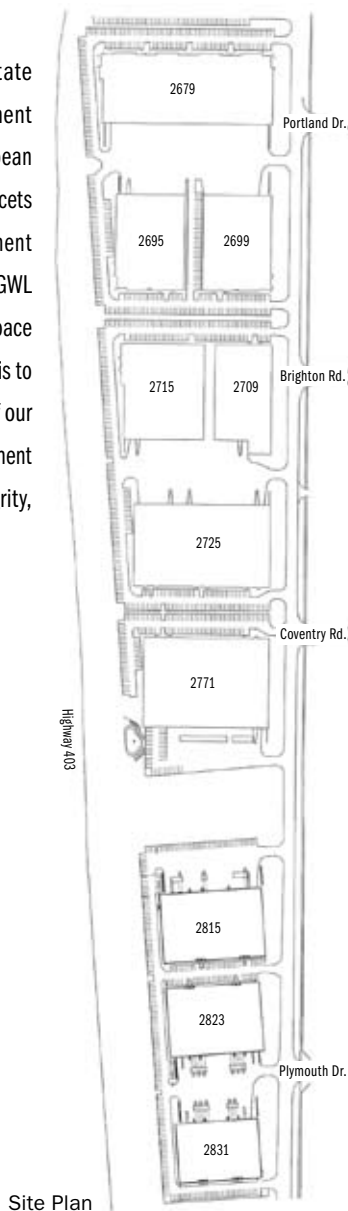 tate
ment
pean
cets
ment
GWL
pace
is to
our
ment
rity,
2679
Portland Dr.
2695
2699
2715
2709
Brighton Rd.
2725
Coventry Rd.
2771
Highway 403
2815
2823
Plymouth Dr.
2831
Site Plan